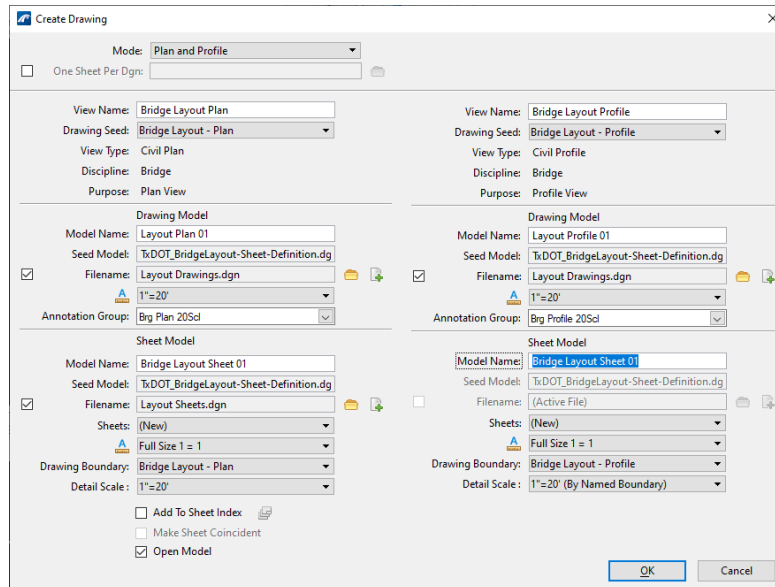 Create Drawing
Mode: Plan and Profile
One Sheet Per Dgn:
View Name: Bridge Layout Plan
Drawing Seed: Bridge Layout - Plan
View Type: Civil Plan
Discipline: Bridge
Purpose: Plan View
Drawing Model
Model Name: Layout Plan 01
Seed Model: TxDOT_BridgeLayout-Sheet-Definition.dg
Filename: Layout Drawings.dgn
A 1"=20'
Annotation Group: Brg Plan 20Scl
Sheet Model
Model Name: Bridge Layout Sheet 01
Seed Model: TxDOT_BridgeLayout-Sheet-Definition.dg
Filename: Layout Sheets.dgn
Sheets: (New)
A Full Size 1 = 1
Drawing Boundary: Bridge Layout - Plan
Detail Scale : 1"=20'
Add To Sheet Index
Make Sheet Coincident
Open Model
View Name: Bridge Layout Profile
Drawing Seed: Bridge Layout - Profile
View Type: Civil Profile
Discipline: Bridge
Purpose: Profile View
Drawing Model
Model Name: Layout Profile 01
Seed Model: TxDOT_BridgeLayout-Sheet-Definition.dg
Filename: Layout Drawings.dgn
A 1"=20'
Annotation Group: Brg Profile 20Scl
Sheet Model
Model Name: Bridge Layout Sheet 01
Seed Model: TxDOT_BridgeLayout-Sheet-Definition.dg
Filename: (Active File)
Sheets: (New)
A Full Size 1 = 1
Drawing Boundary: Bridge Layout - Profile
Detail Scale : 1"=20' (By Named Boundary)
OK
Cancel